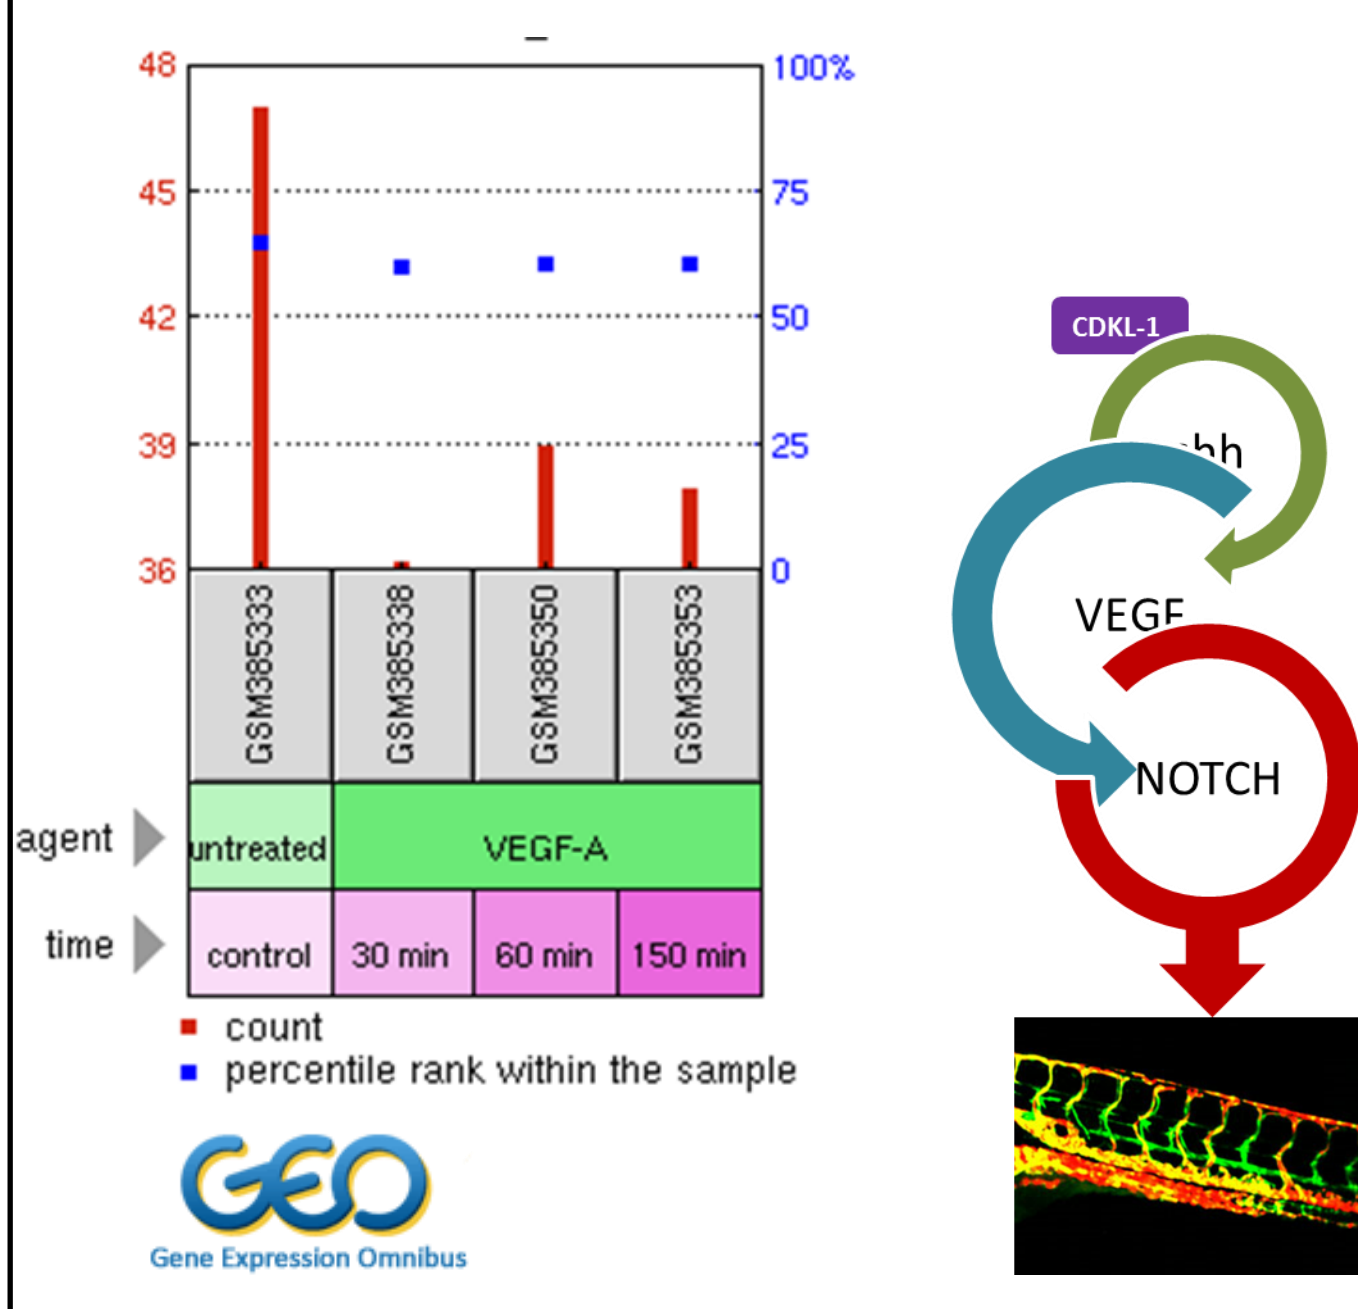 48
100%
45
75
42
50
39
25
36
0
GSM385333
GSM385338
GSM385350
GSM385353
agent
untreated
VEGF-A
time
control
30 min
60 min
150 min
count
percentile rank within the sample
GEO
Gene Expression Omnibus
CDKL-1
VEGF
NOTCH